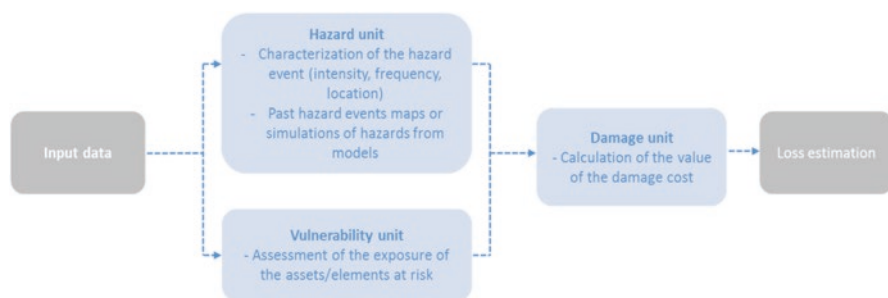 Input data
Hazard unit
- Characterization of the hazard
event (intensity, frequency,
location)
- Past hazard events maps or
simulations of hazards from
models
Vulnerability unit
- Assessment of the exposure of
the assets/elements at risk
Damage unit
- Calculation of the value
of the damage cost
Loss estimation